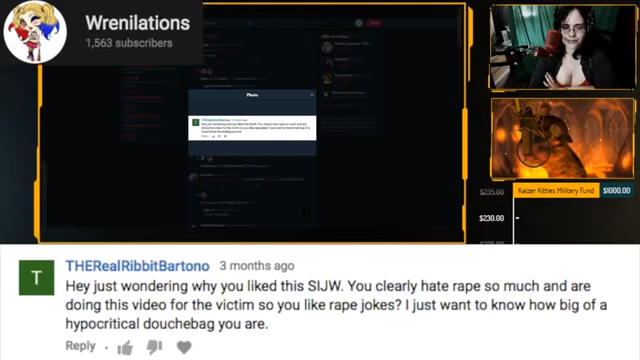 Wrenilations
1,563 subscribers
Photo
$235.00
Kaizer Kitties Military Fund
$1000.00
$230.00
T
THERealRibbitBartono 3 months ago
Hey just wondering why you liked this SIJW. You clearly hate rape so much and are
doing this video for the victim so you like rape jokes? I just want to know how big of a
hypocritical douchebag you are.
Reply